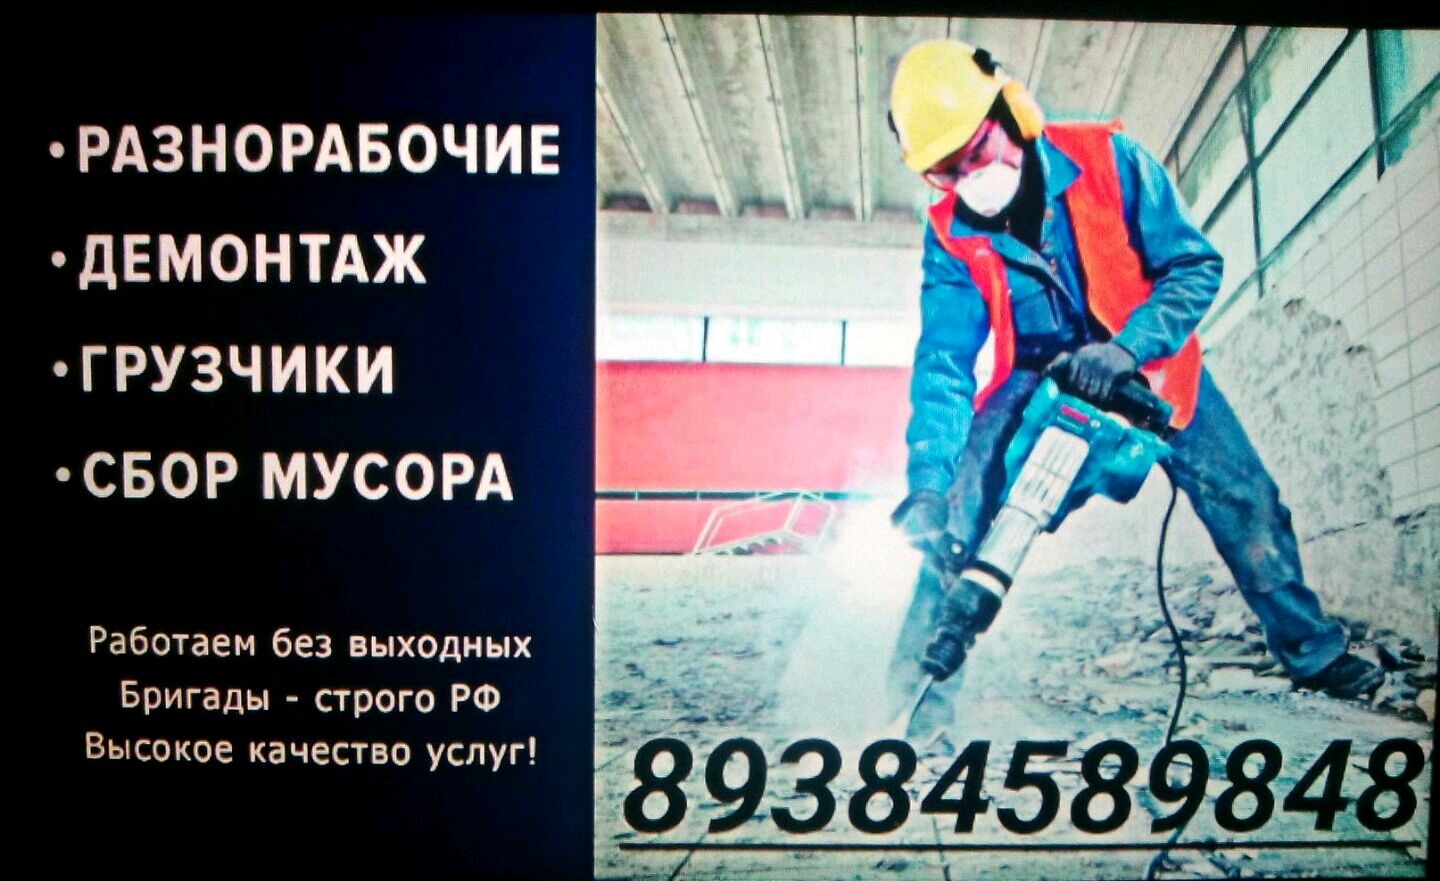 • РАЗНОРАБОЧИЕ
• ДЕМОНТАЖ
• ГРУЗЧИКИ
• СБОР МУСОРА
Работаем без выходных
Бригады - строго РФ
Высокое качество услуг!
89384589848